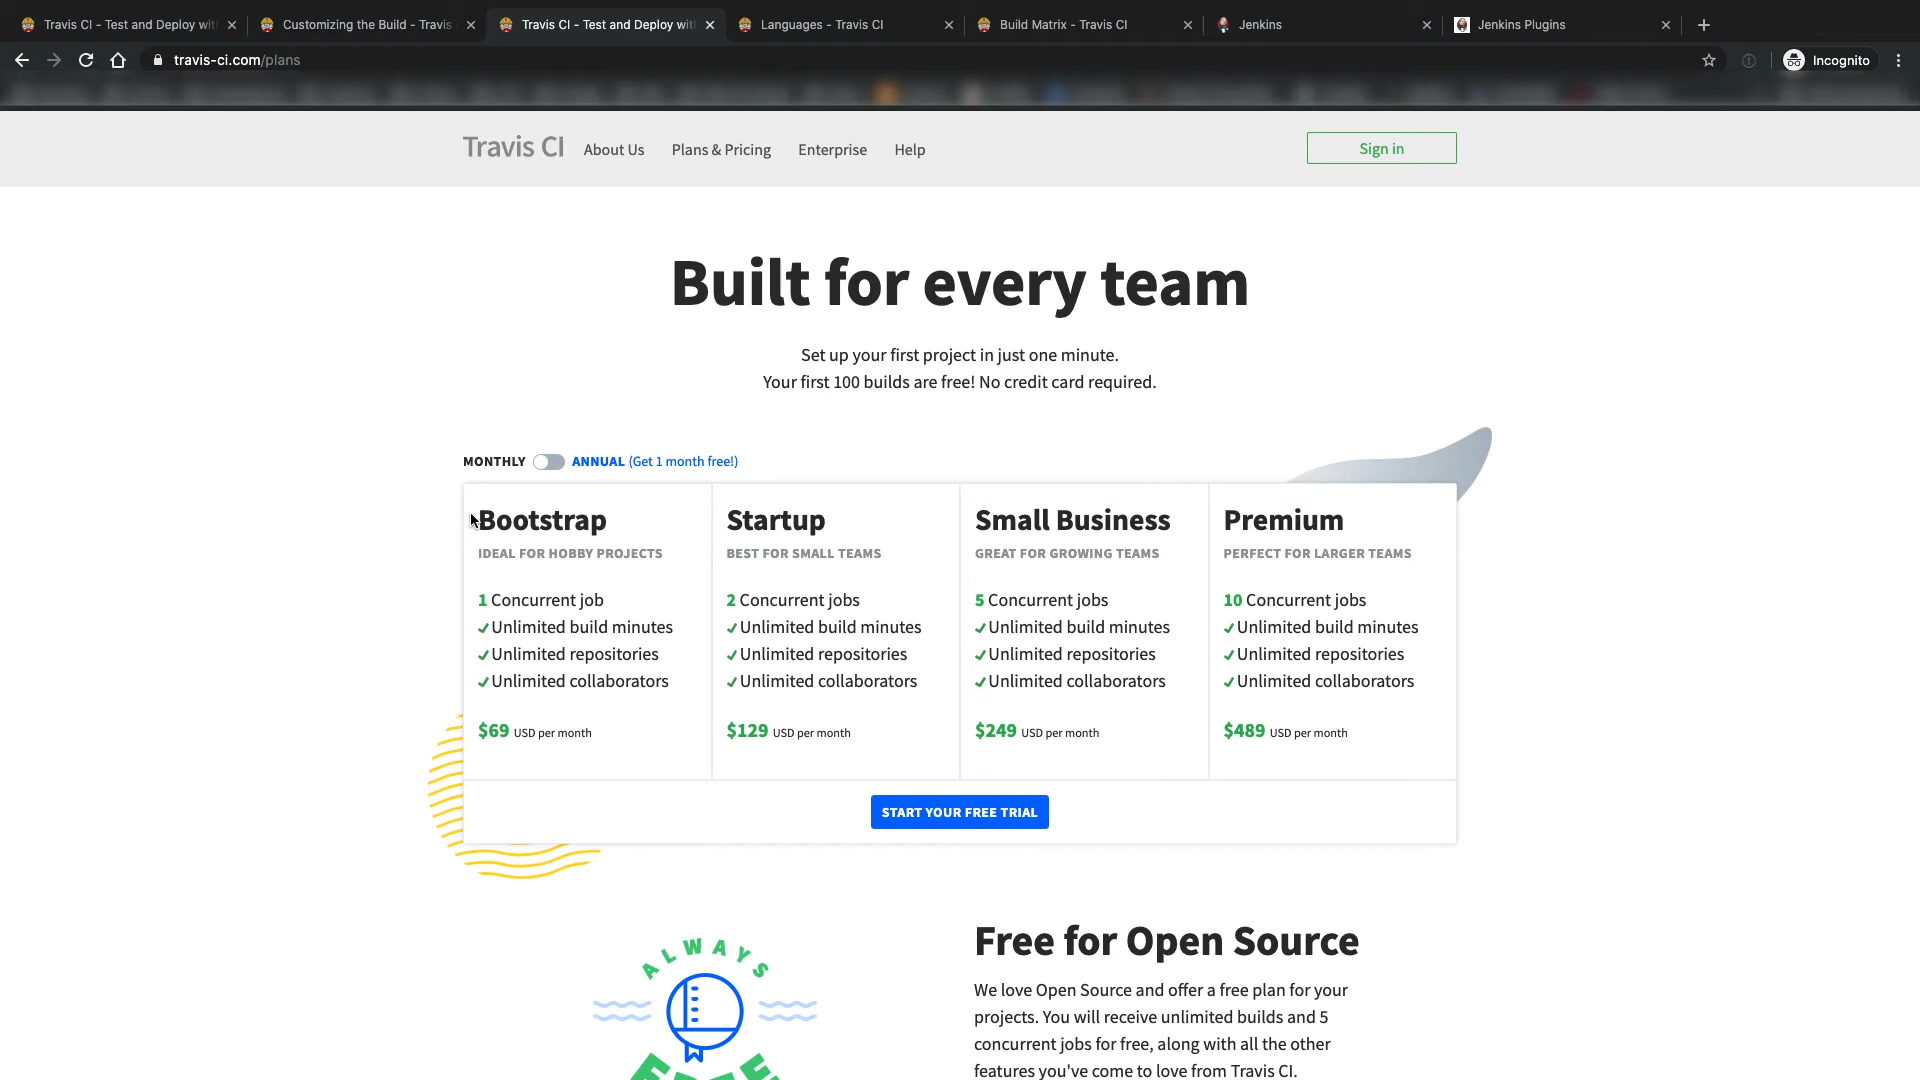 Travis CI - Test and Deploy wit
Customizing the Build - Travis
Travis CI - Test and Deploy wit
Languages - Travis CI
Build Matrix - Travis CI
Jenkins
Jenkins Plugins
travis-ci.com/plans
Incognito
Travis CI
About Us
Plans & Pricing
Enterprise
Help
Sign in
Built for every team
Set up your first project in just one minute.
Your first 100 builds are free! No credit card required.
MONTHLY
ANNUAL (Get 1 month free!)
Bootstrap
IDEAL FOR HOBBY PROJECTS
1 Concurrent job
Unlimited build minutes
Unlimited repositories
Unlimited collaborators
$69 USD per month
Startup
BEST FOR SMALL TEAMS
2 Concurrent jobs
Unlimited build minutes
Unlimited repositories
Unlimited collaborators
$129 USD per month
Small Business
GREAT FOR GROWING TEAMS
5 Concurrent jobs
Unlimited build minutes
Unlimited repositories
Unlimited collaborators
$249 USD per month
Premium
PERFECT FOR LARGER TEAMS
10 Concurrent jobs
Unlimited build minutes
Unlimited repositories
Unlimited collaborators
$489 USD per month
START YOUR FREE TRIAL
ALWAYS
Free for Open Source
We love Open Source and offer a free plan for your
projects. You will receive unlimited builds and 5
concurrent jobs for free, along with all the other
features you've come to love from Travis CI.